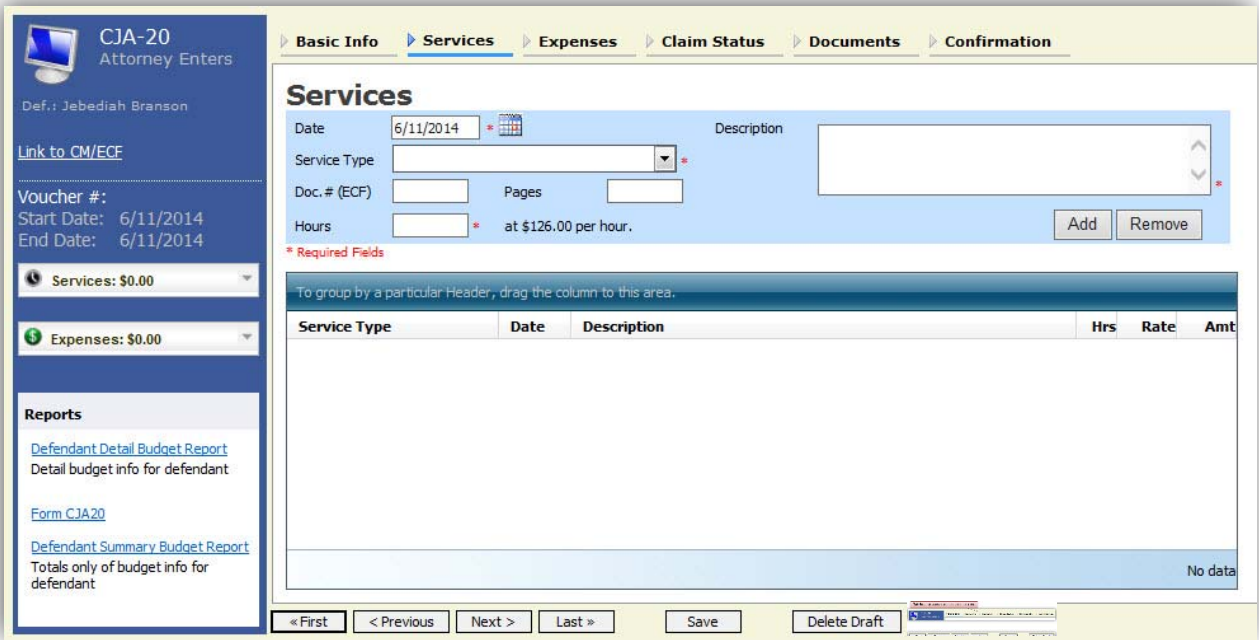 CJA-20
Attorney Enters
Def.: Jebediah Branson
Link to CM/ECF
Voucher #:
Start Date: 6/11/2014
End Date: 6/11/2014
Services: $0.00
Expenses: $0.00
Reports
Defendant Detail Budget Report
Detail budget info for defendant
Form CJA20
Defendant Summary Budget Report
Totals only of budget info for
defendant
Basic Info Services Expenses Claim Status Documents Confirmation
Services
Date 6/11/2014 * Description
Service Type *
Doc. # (ECF) Pages
*
Hours * at $126.00 per hour.
Add Remove
* Required Fields
To group by a particular Header, drag the column to this area.
Service Type Date Description Hrs Rate Amt
No data
« First < Previous Next > Last » Save Delete Draft